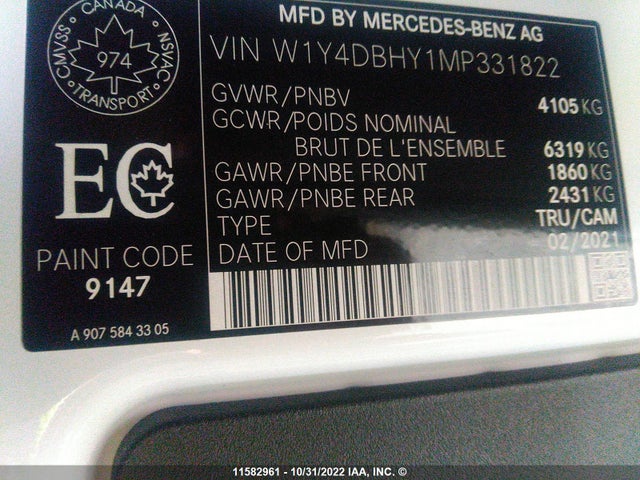 MFD BY MERCEDES-BENZ AG
CANADA
CMVSS NSVAC
974
TRANSPORT
VIN W1Y4DBHY1MP331822
GVWR/PNBV 4105 KG
GCWR/POIDS NOMINAL
BRUT DE L'ENSEMBLE 6319 KG
GAWR/PNBE FRONT 1860 KG
GAWR/PNBE REAR 2431 KG
TYPE TRU/CAM
DATE OF MFD 02/2021
EC
PAINT CODE
9147
A 907 584 33 05
11582961 - 10/31/2022 IAA, INC. ©